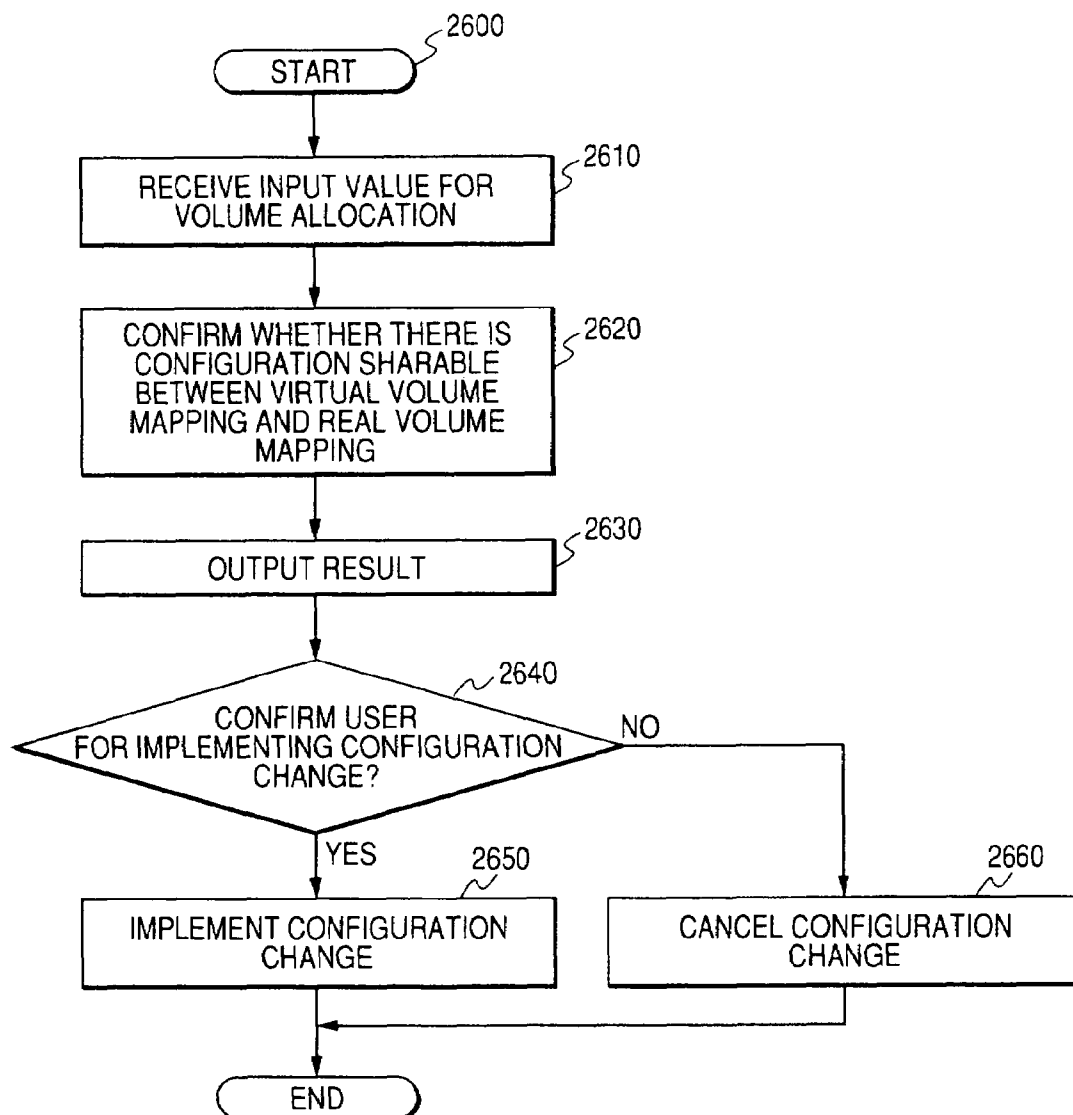 2600
START
2610
RECEIVE INPUT VALUE FOR
VOLUME ALLOCATION
2620
CONFIRM WHETHER THERE IS
CONFIGURATION SHARABLE
BETWEEN VIRTUAL VOLUME
MAPPING AND REAL VOLUME
MAPPING
2630
OUTPUT RESULT
2640
CONFIRM USER
FOR IMPLEMENTING CONFIGURATION
CHANGE?
NO
YES
2650
IMPLEMENT CONFIGURATION
CHANGE
2660
CANCEL CONFIGURATION
CHANGE
END